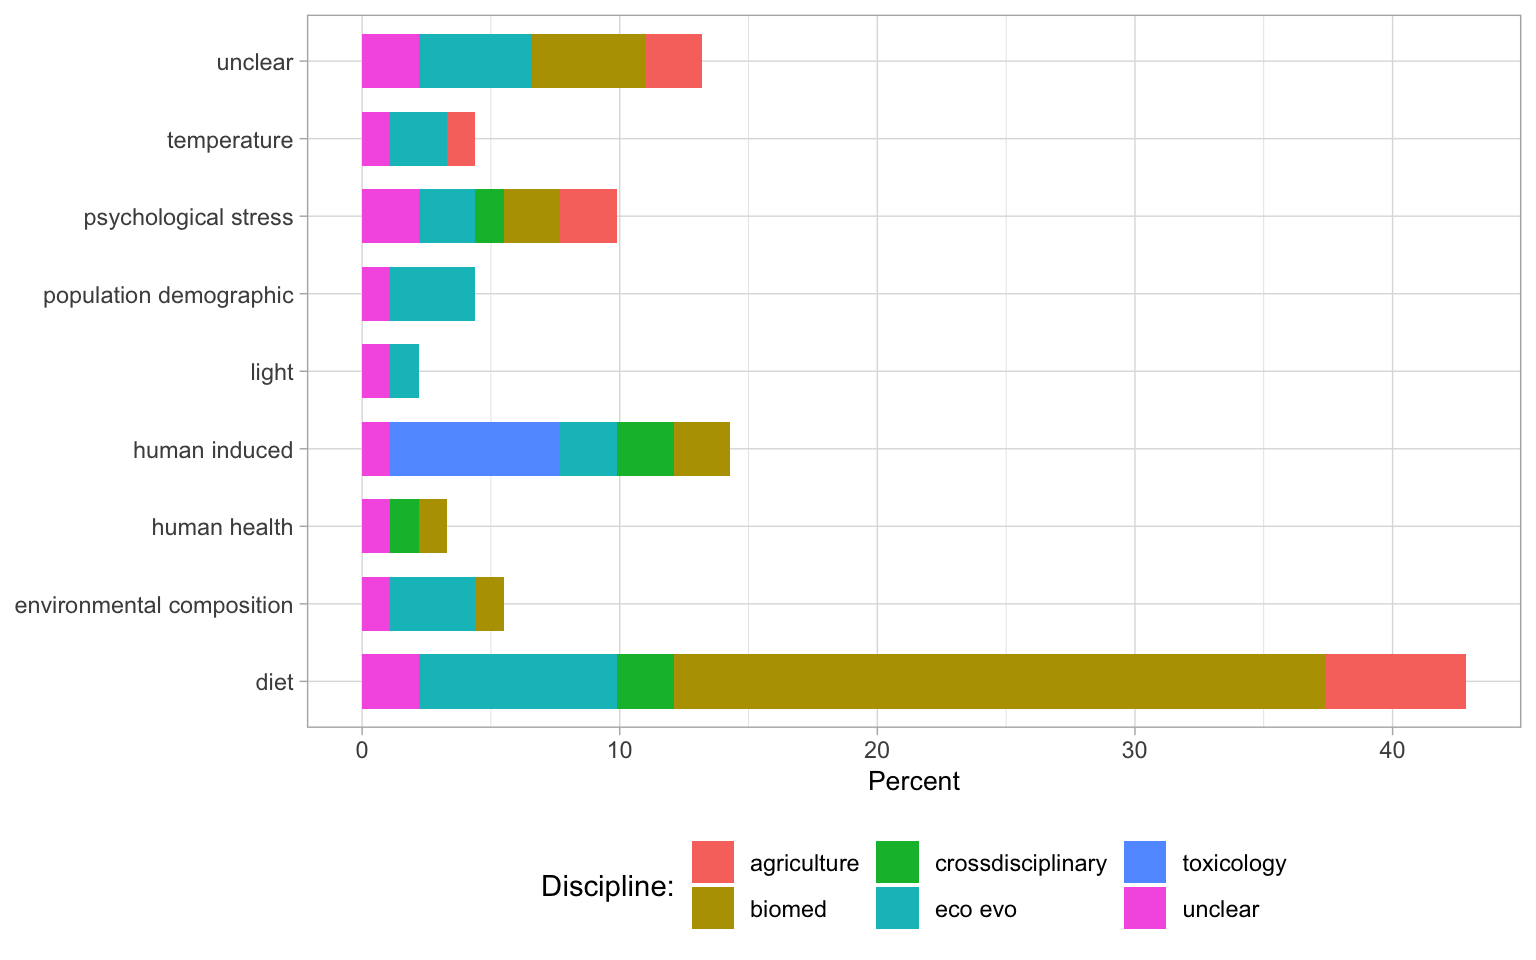 unclear
temperature
psychological stress
population demographic
light
human induced
human health
environmental composition
diet
0 10 20 30 40
Percent
Discipline:
agriculture crossdisciplinary toxicology
biomed eco evo unclear